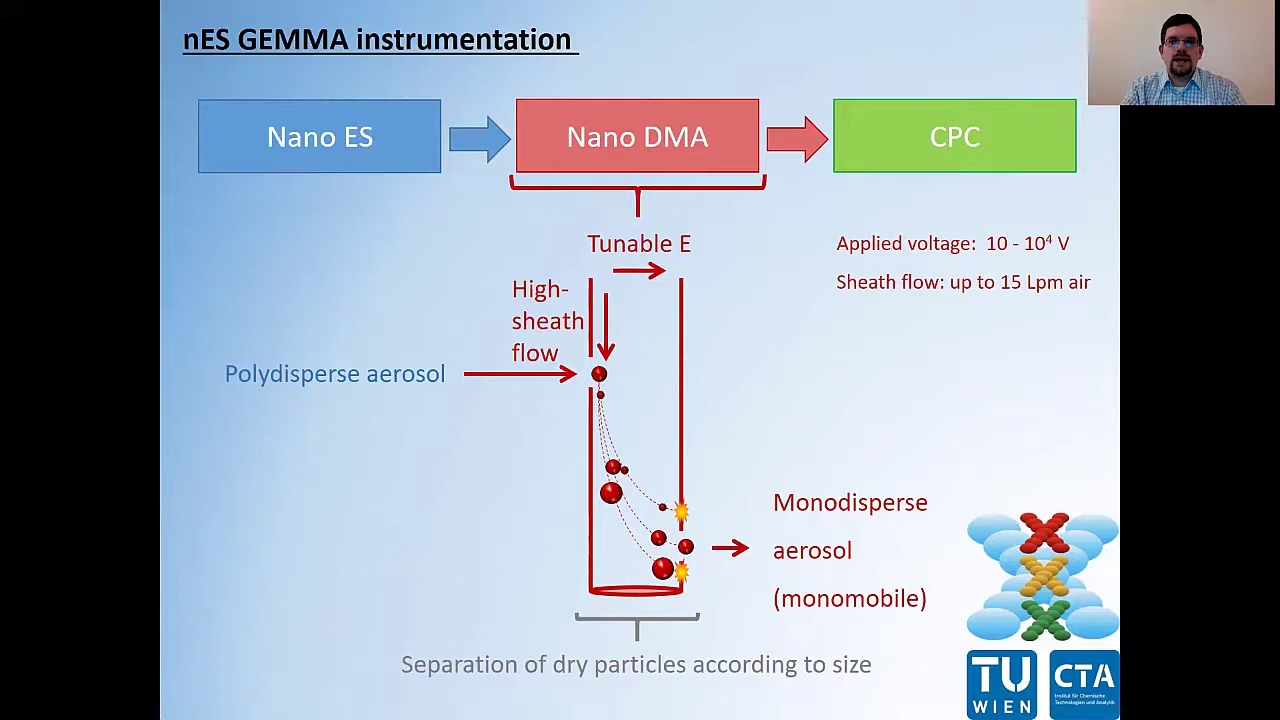 nES GEMMA instrumentation
Nano ES
Nano DMA
CPC
Tunable E
Applied voltage: 10 - 10⁴ V
Sheath flow: up to 15 Lpm air
High-
sheath
flow
Polydisperse aerosol
Monodisperse
aerosol
(monomobile)
Separation of dry particles according to size
TU
WIEN
CTA
Institut für Chemische
Technologien und Analytik